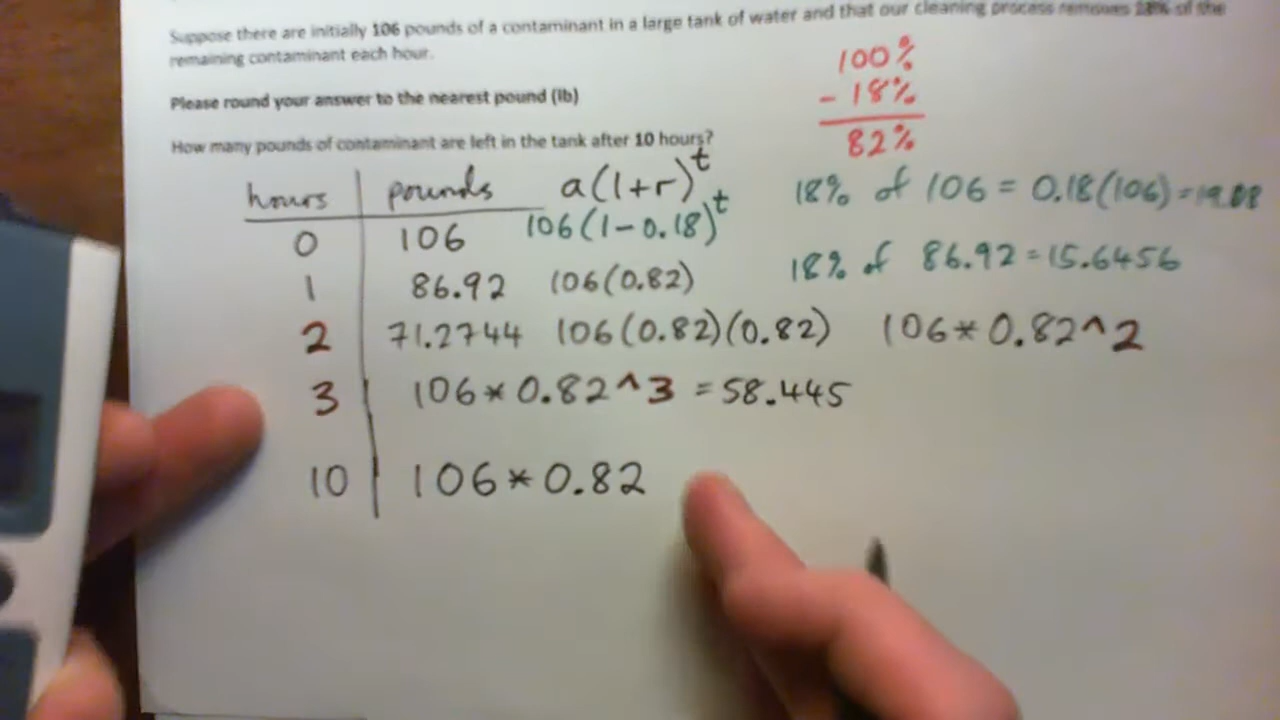 Suppose there are initially 106 pounds of a contaminant in a large tank of water and that our cleaning process removes 18% of the
remaining contaminant each hour.
100%
- 18%
82%
Please round your answer to the nearest pound (lb)
How many pounds of contaminant are left in the tank after 10 hours?
hours pounds a(1+r)^t
18% of 106 = 0.18(106) = 19.08
0 106 106(1-0.18)^t
18% of 86.92 = 15.6456
1 86.92 106(0.82)
2 71.2744 106(0.82)(0.82) 106*0.82^2
3 106*0.82^3 = 58.445
10 106*0.82